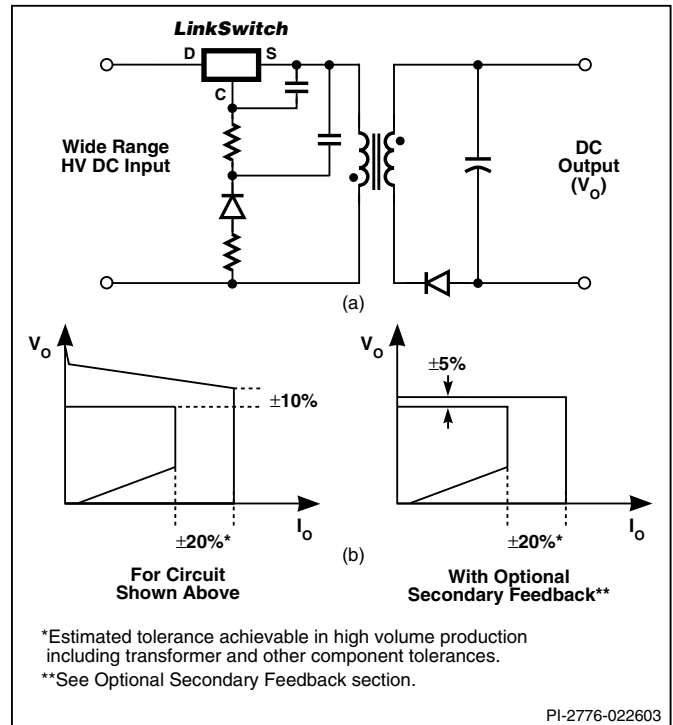 LinkSwitch
D
S
C
Wide Range
HV DC Input
DC
Output
(VO)
(a)
VO
±10%
±20%*
IO
For Circuit
Shown Above
(b)
VO
±5%
±20%*
IO
With Optional
Secondary Feedback**
*Estimated tolerance achievable in high volume production
including transformer and other component tolerances.
**See Optional Secondary Feedback section.
PI-2776-022603